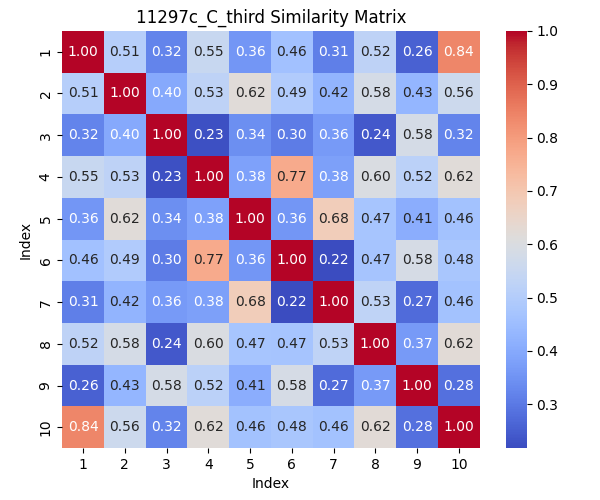 11297c_C_third Similarity Matrix
1 1.00 0.51 0.32 0.55 0.36 0.46 0.31 0.52 0.26 0.84
2 0.51 1.00 0.40 0.53 0.62 0.49 0.42 0.58 0.43 0.56
3 0.32 0.40 1.00 0.23 0.34 0.30 0.36 0.24 0.58 0.32
4 0.55 0.53 0.23 1.00 0.38 0.77 0.38 0.60 0.52 0.62
5 0.36 0.62 0.34 0.38 1.00 0.36 0.68 0.47 0.41 0.46
6 0.46 0.49 0.30 0.77 0.36 1.00 0.22 0.47 0.58 0.48
7 0.31 0.42 0.36 0.38 0.68 0.22 1.00 0.53 0.27 0.46
8 0.52 0.58 0.24 0.60 0.47 0.47 0.53 1.00 0.37 0.62
9 0.26 0.43 0.58 0.52 0.41 0.58 0.27 0.37 1.00 0.28
10 0.84 0.56 0.32 0.62 0.46 0.48 0.46 0.62 0.28 1.00
1 2 3 4 5 6 7 8 9 10
Index
Index
1.0
0.9
0.8
0.7
0.6
0.5
0.4
0.3